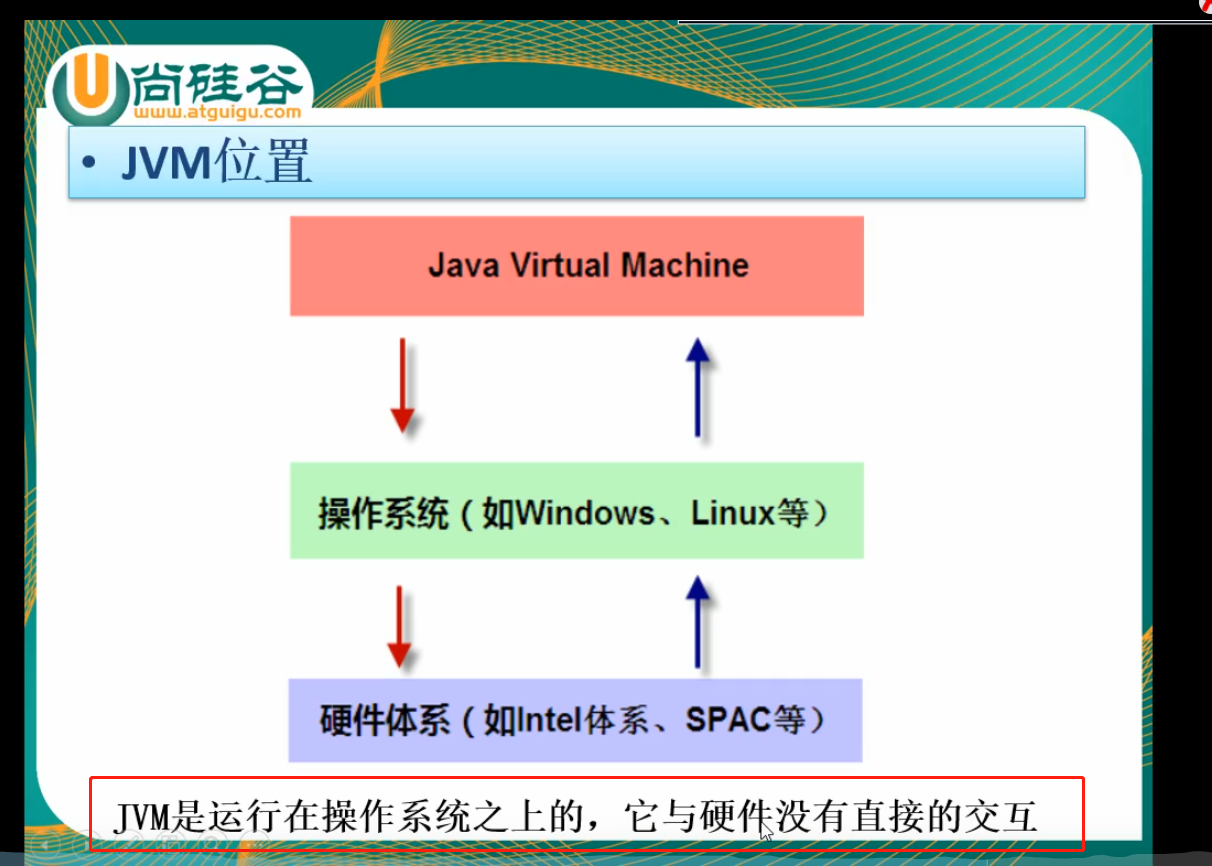 尚硅谷
www.atguigu.com
• JVM位置
Java Virtual Machine
操作系统（如Windows、Linux等）
硬件体系（如Intel体系、SPAC等）
JVM是运行在操作系统之上的，它与硬件没有直接的交互